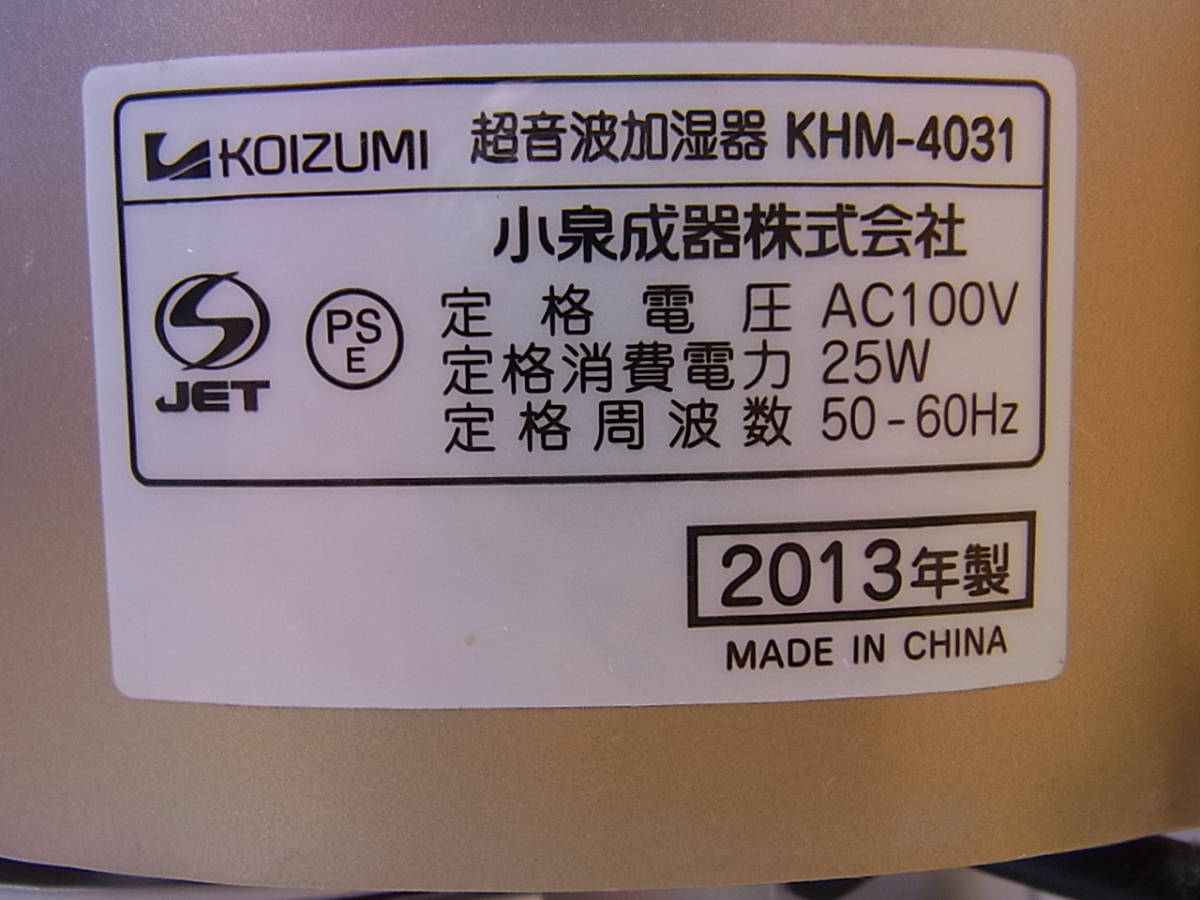 KOIZUMI 超音波加湿器 KHM-4031
小泉成器株式会社
JET
PS
E
定格電圧 AC100V
定格消費電力 25W
定格周波数 50-60Hz
2013年製
MADE IN CHINA